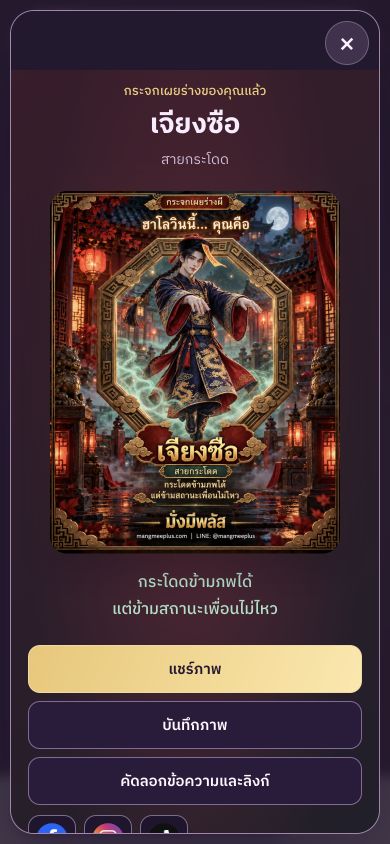 กระจกเผยร่างของคุณแล้ว
เจียงซือ
สายกระโดด
กระจกเผยร่างผี
ฮาโลวีนนี้... คุณคือ
เจียงซือ
สายกระโดด
กระโดดข้ามภพได้
แต่ข้ามสถานะเพื่อนไม่ไหว
มั่งมีพลัส
mangmeeplus.com | LINE: @mangmeeplus
กระโดดข้ามภพได้
แต่ข้ามสถานะเพื่อนไม่ไหว
แชร์ภาพ
บันทึกภาพ
คัดลอกข้อความและลิงก์